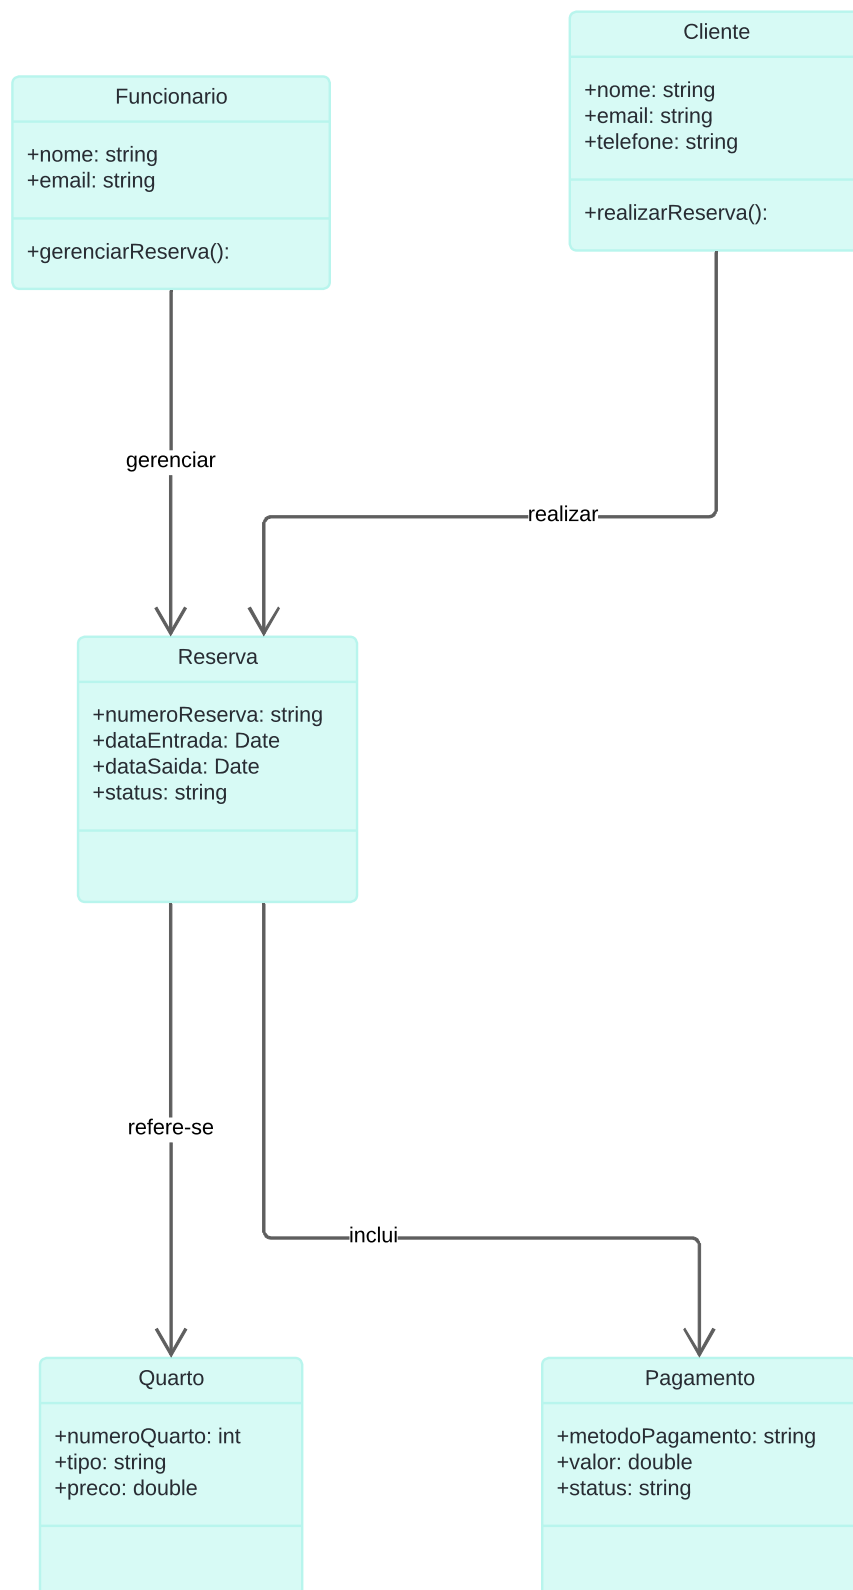 Cliente
+nome: string
+email: string
+telefone: string
+realizarReserva():
Funcionario
+nome: string
+email: string
+gerenciarReserva():
gerenciar
realizar
Reserva
+numeroReserva: string
+dataEntrada: Date
+dataSaida: Date
+status: string
refere-se
inclui
Quarto
+numeroQuarto: int
+tipo: string
+preco: double
Pagamento
+metodoPagamento: string
+valor: double
+status: string